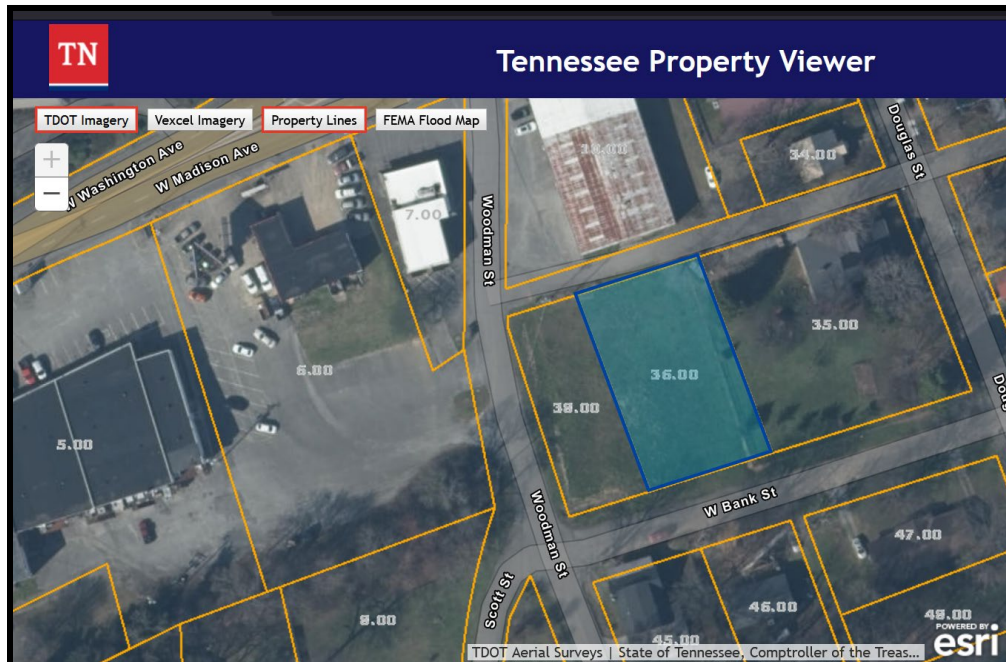 TN
Tennessee Property Viewer
TDOT Imagery
Vexcel Imagery
Property Lines
FEMA Flood Map
+
−
W Washington Ave
W Madison Ave
Woodman St
Douglas St
34.00
7.00
35.00
36.00
6.00
39.00
5.00
W Bank St
Woodman St
Scott St
47.00
46.00
45.00
9.00
TDOT Aerial Surveys | State of Tennessee, Comptroller of the Treas...
POWERED BY
esri